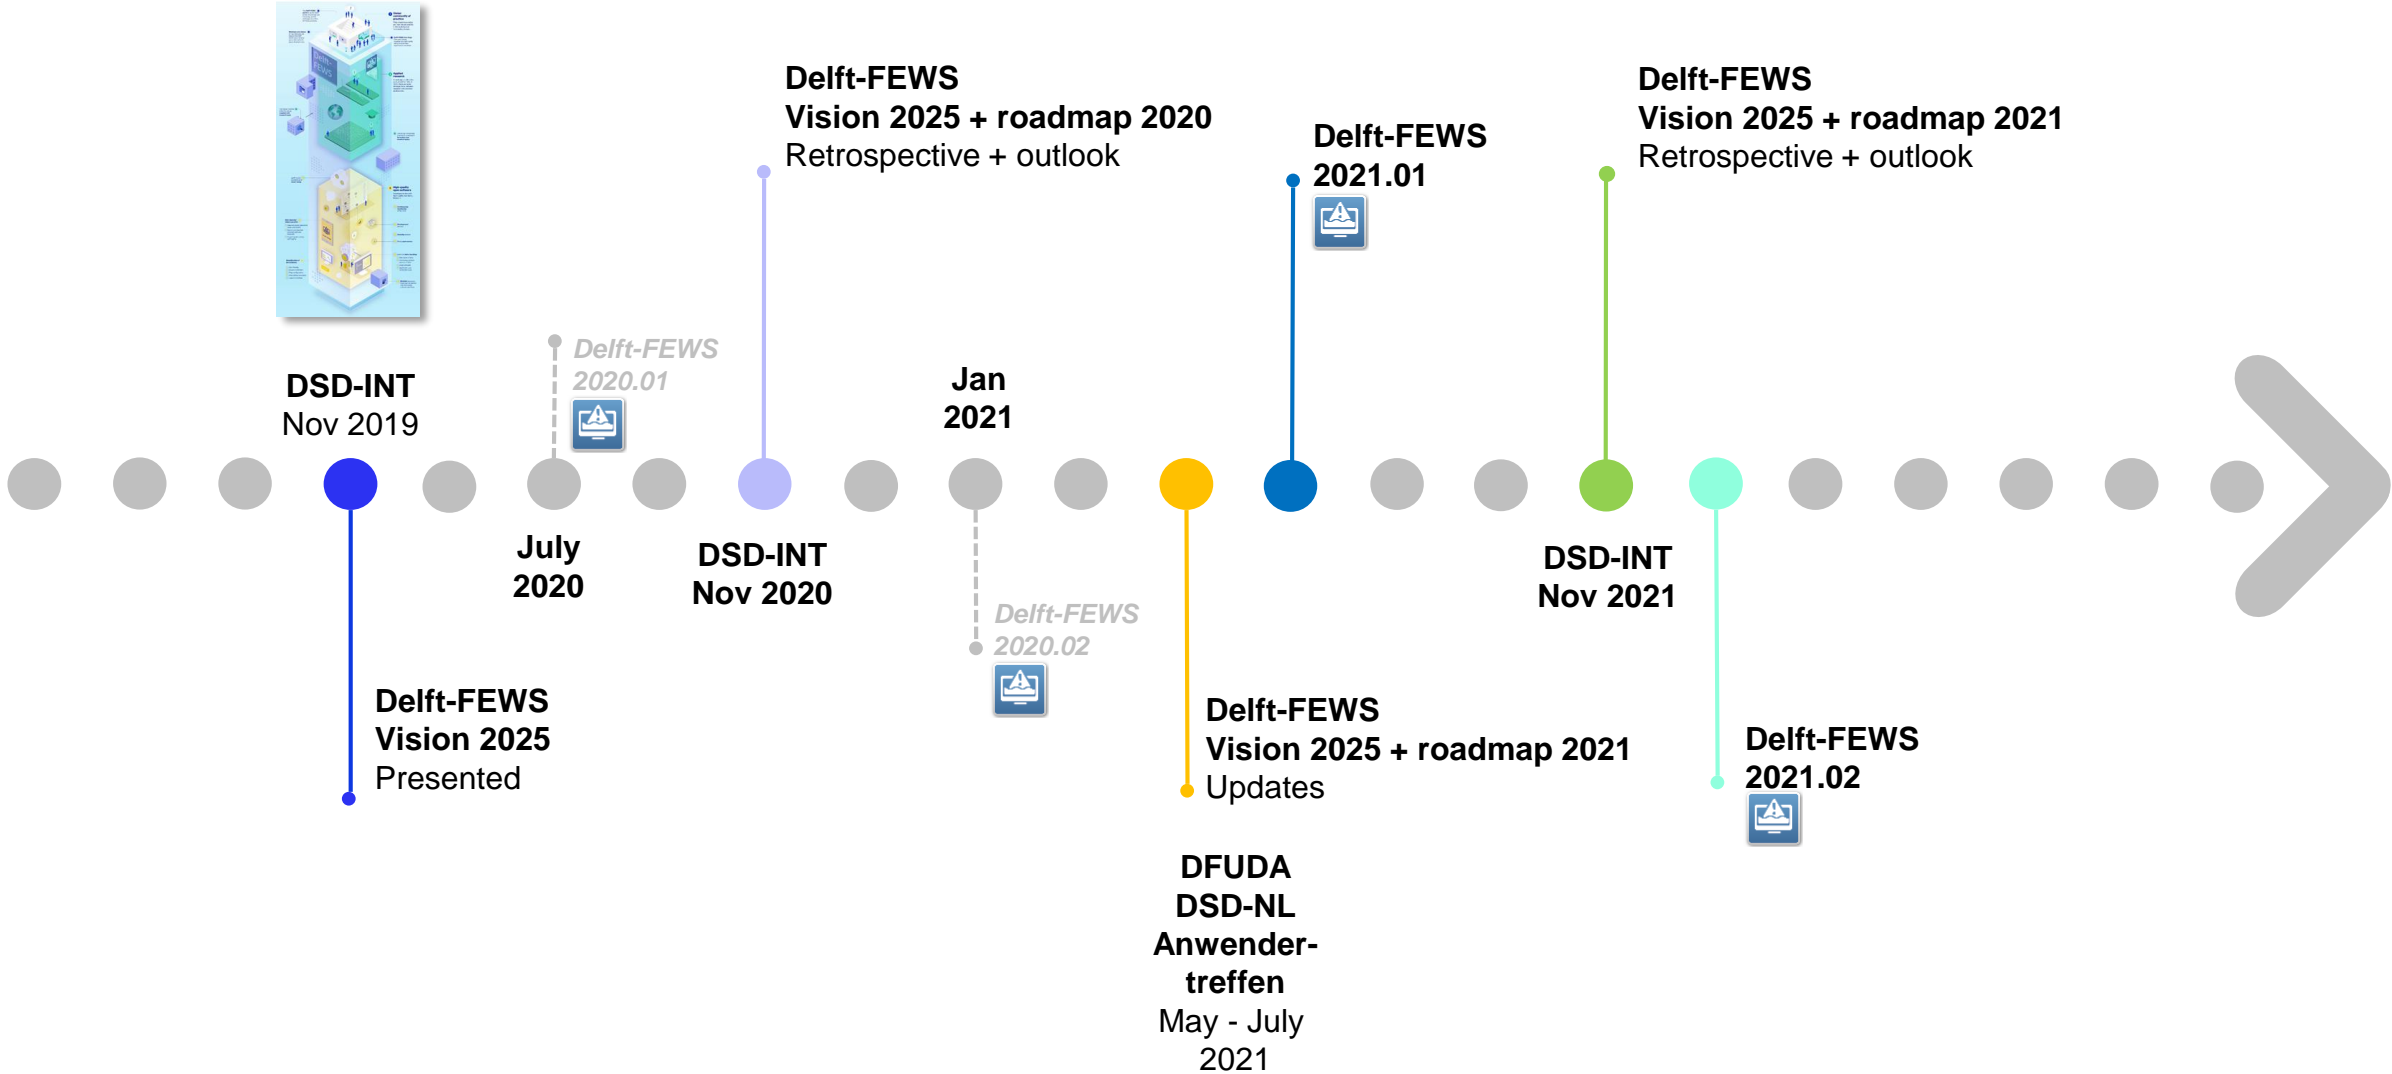 Delft-
FEWS
DSD-INT
Nov 2019
Delft-FEWS
Vision 2025
Presented
Delft-FEWS
2020.01
July
2020
Delft-FEWS
Vision 2025 + roadmap 2020
Retrospective + outlook
DSD-INT
Nov 2020
Jan
2021
Delft-FEWS
2020.02
Delft-FEWS
Vision 2025 + roadmap 2021
Updates
DFUDA
DSD-NL
Anwender-
treffen
May - July
2021
Delft-FEWS
2021.01
Delft-FEWS
Vision 2025 + roadmap 2021
Retrospective + outlook
DSD-INT
Nov 2021
Delft-FEWS
2021.02